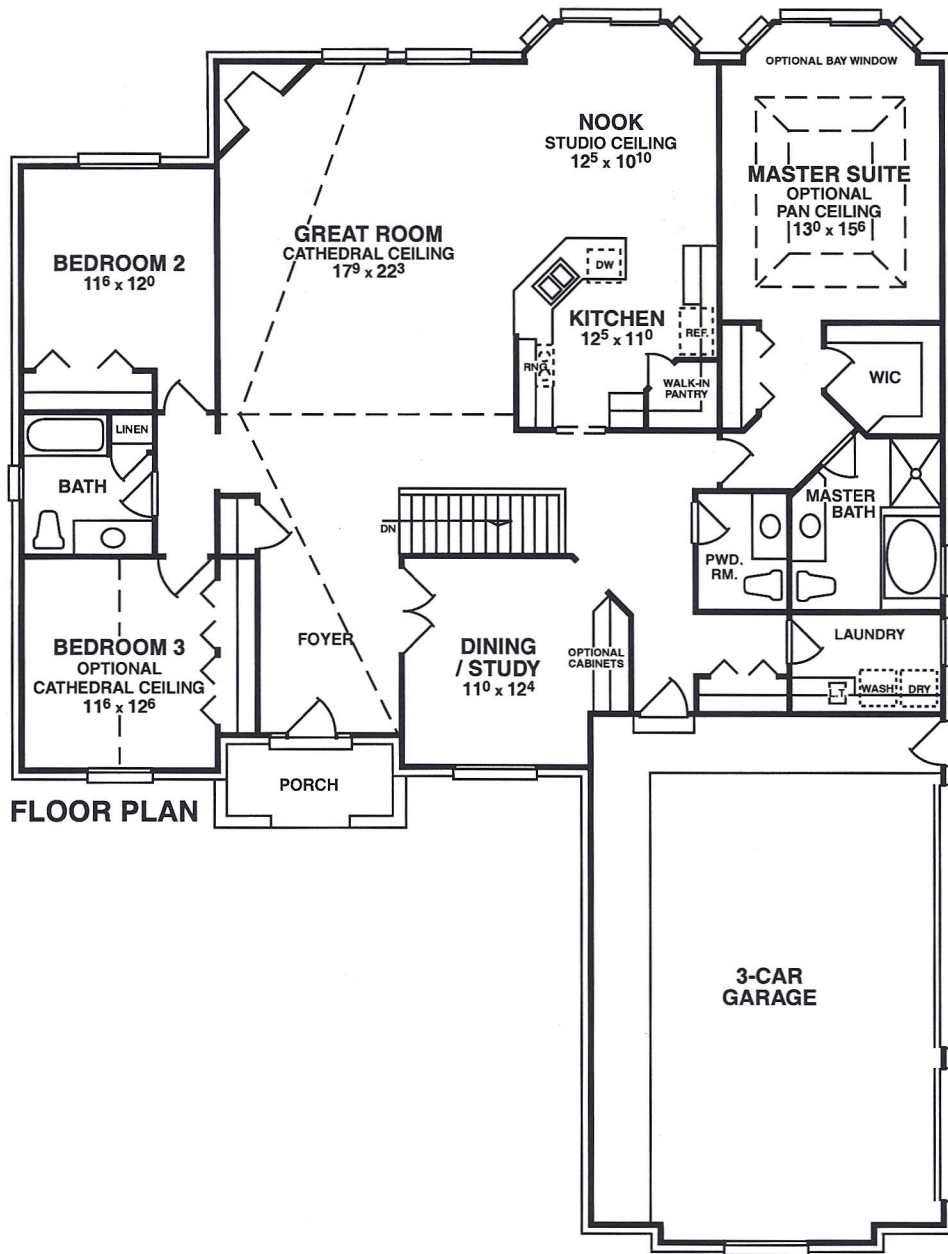 OPTIONAL BAY WINDOW
NOOK
STUDIO CEILING
12⁵ x 10¹⁰
MASTER SUITE
OPTIONAL
PAN CEILING
13⁰ x 15⁶
GREAT ROOM
CATHEDRAL CEILING
17⁹ x 22³
BEDROOM 2
11⁶ x 12⁰
DW
KITCHEN
12⁵ x 11⁰
REF.
RNG
WALK-IN
PANTRY
WIC
LINEN
BATH
MASTER
BATH
DN
PWD.
RM.
BEDROOM 3
OPTIONAL
CATHEDRAL CEILING
11⁶ x 12⁶
FOYER
DINING
/ STUDY
11⁰ x 12⁴
OPTIONAL
CABINETS
LAUNDRY
L.T.
WASH
DRY
PORCH
FLOOR PLAN
3-CAR
GARAGE